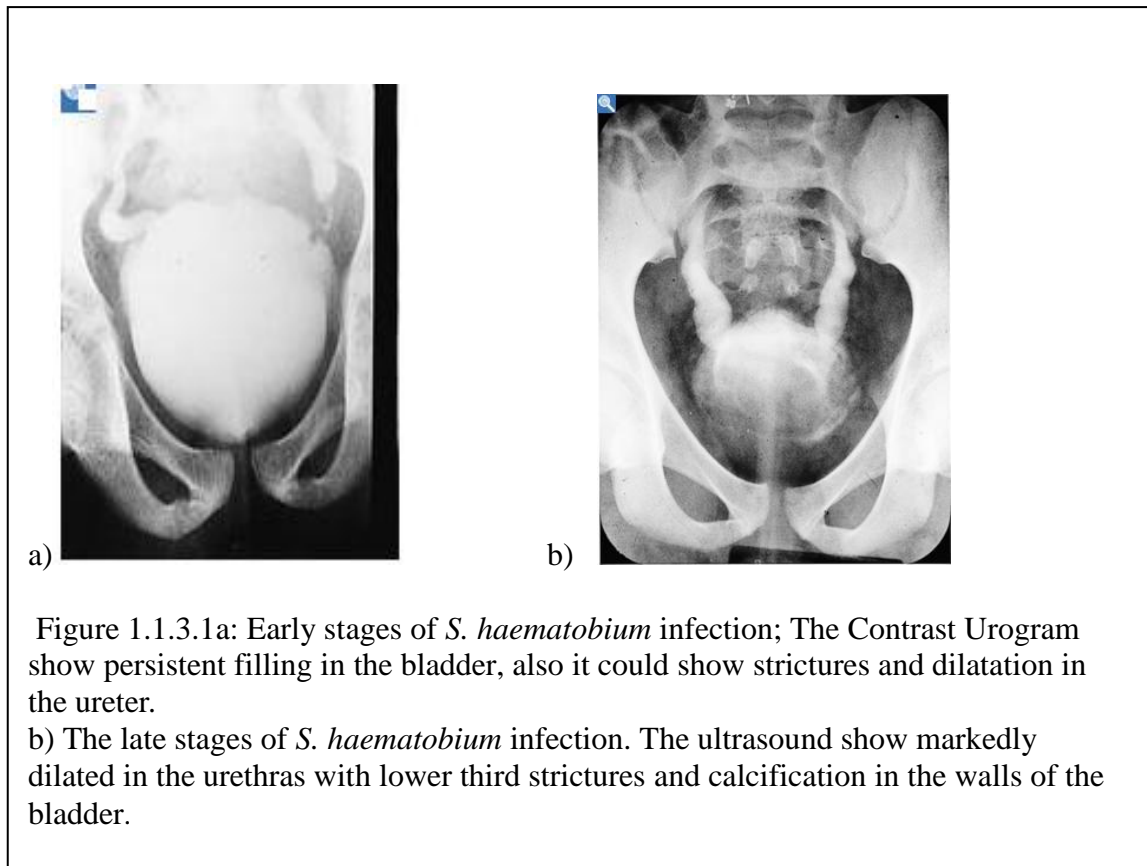 a)
b)
Figure 1.1.3.1a: Early stages of S. haematobium infection; The Contrast Urogram
show persistent filling in the bladder, also it could show strictures and dilatation in
the ureter.
b) The late stages of S. haematobium infection. The ultrasound show markedly
dilated in the urethras with lower third strictures and calcification in the walls of the
bladder.